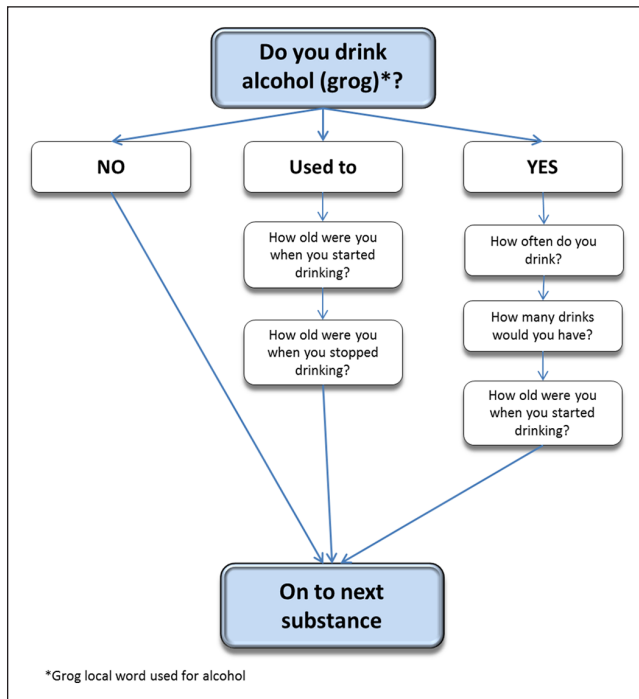 Do you drink
alcohol (grog)*?
NO
Used to
YES
How old were you
when you started
drinking?
How old were you
when you stopped
drinking?
How often do you
drink?
How many drinks
would you have?
How old were you
when you started
drinking?
On to next
substance
*Grog local word used for alcohol